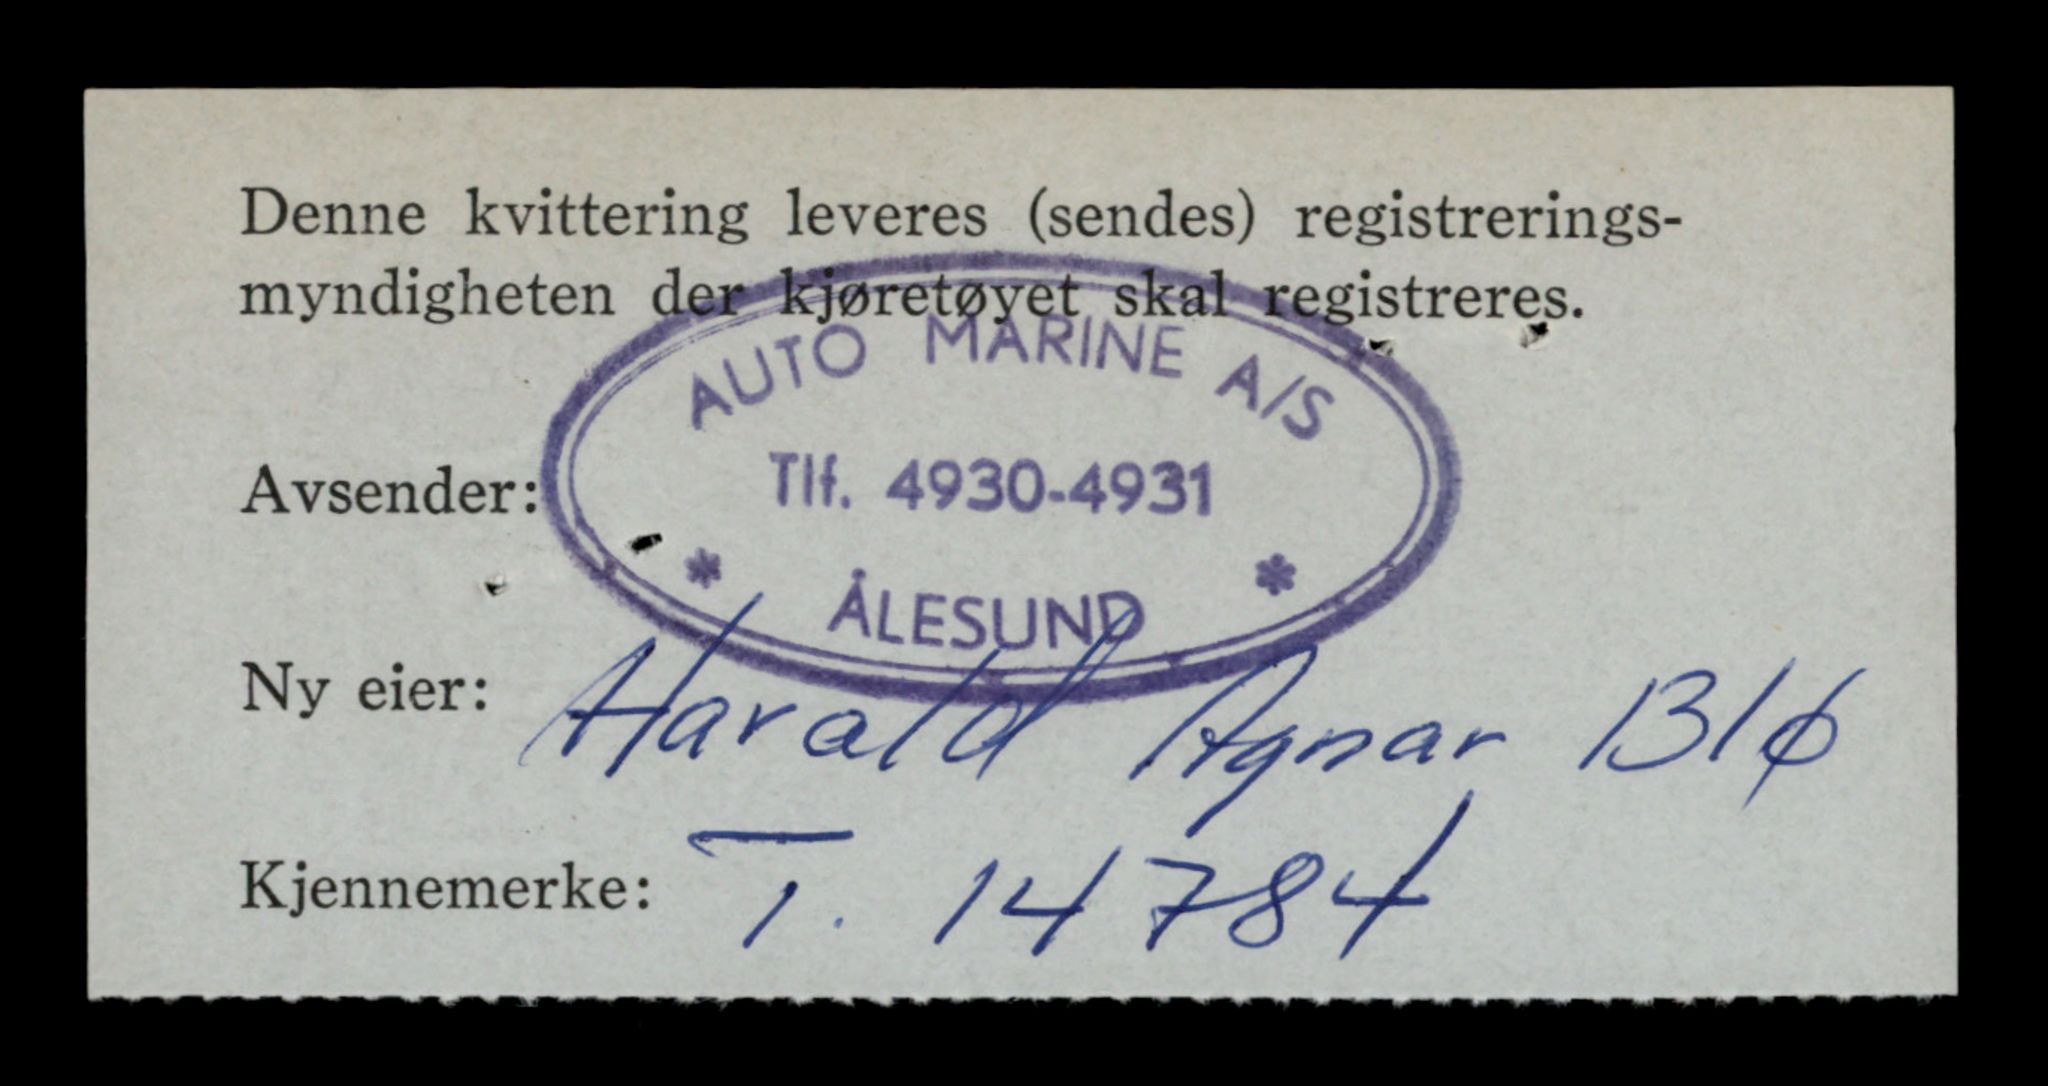 Denne kvittering leveres (sendes) registrerings-
myndigheten der kjøretøyet skal registreres.
AUTO MARINE A/S
Avsender:
Tlf. 4930-4931
* ÅLESUND *
Ny eier: Harald Agnar Blø
Kjennemerke: T. 14784